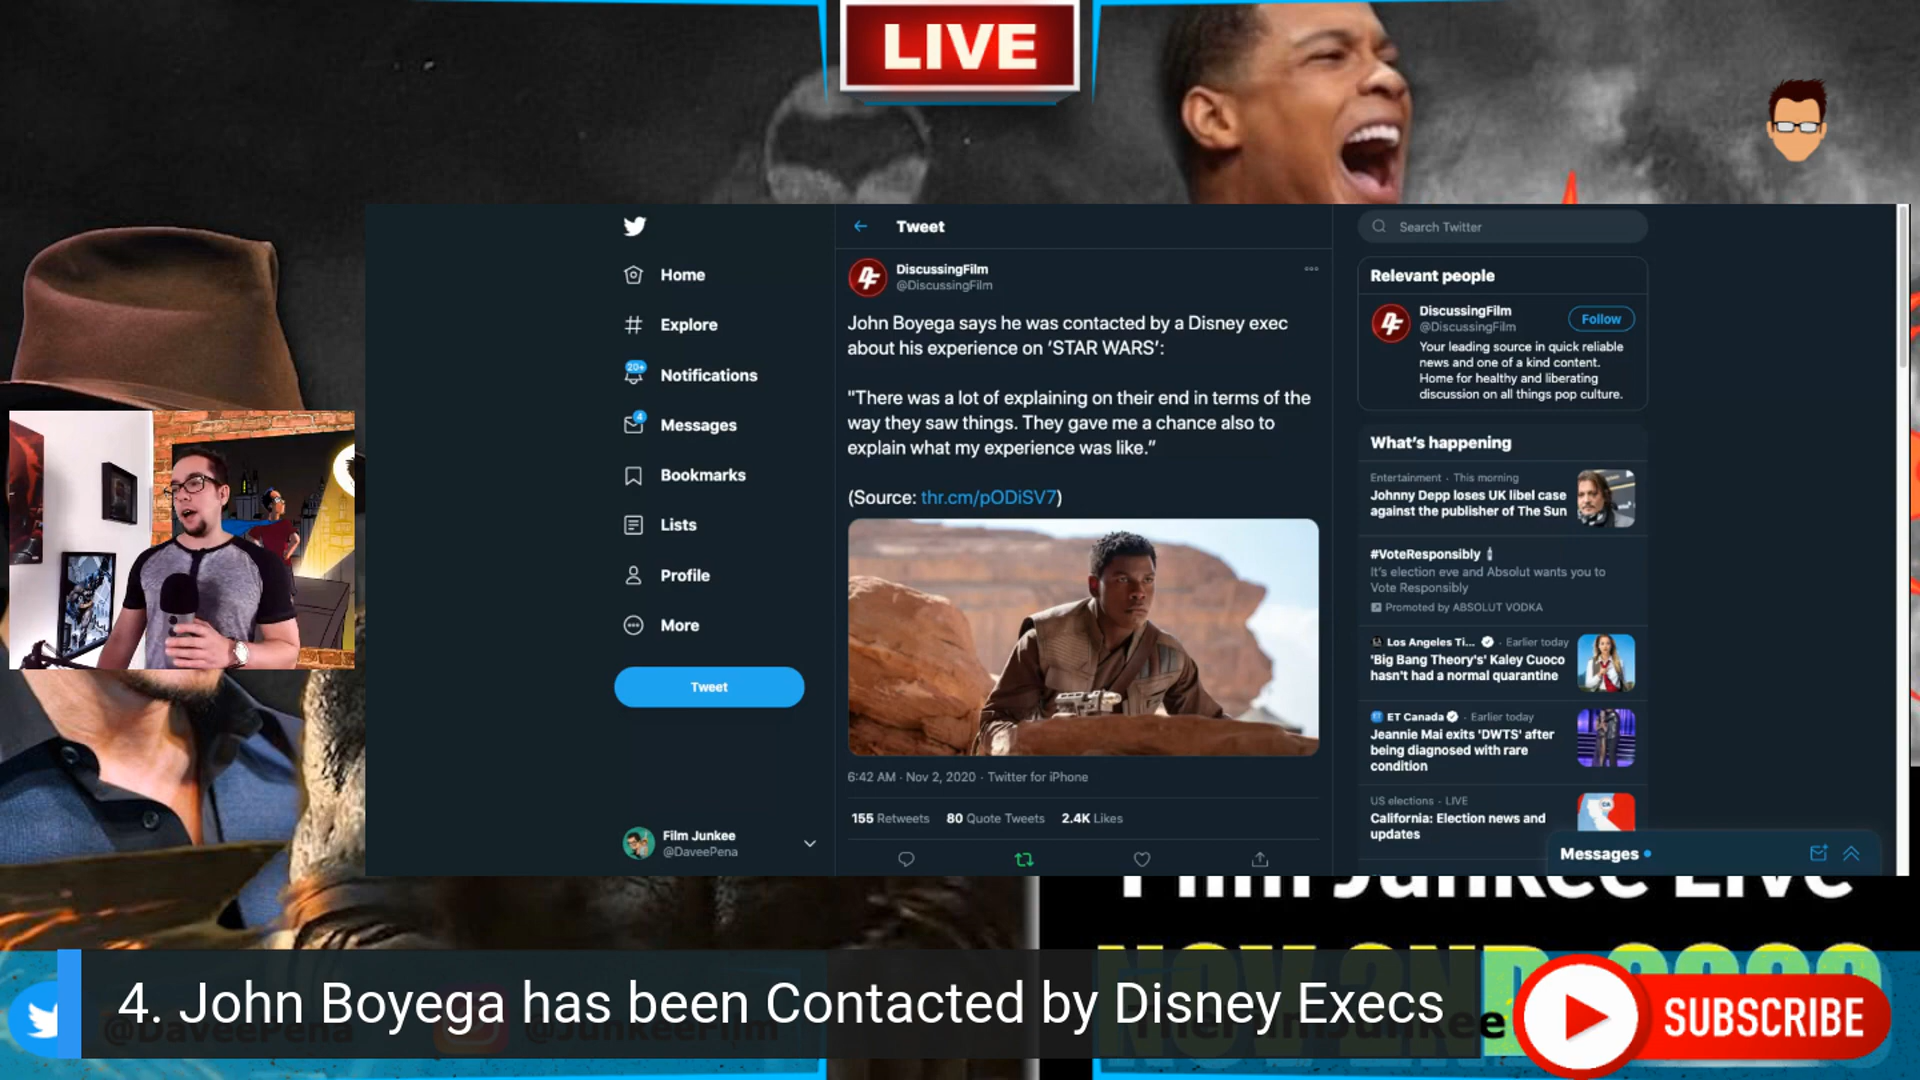 LIVE
Home
Explore
20+
Notifications
4
Messages
Bookmarks
Lists
Profile
More
Tweet
Film Junkee
@DaveePena
Tweet
DiscussingFilm
@DiscussingFilm
John Boyega says he was contacted by a Disney exec
about his experience on 'STAR WARS':
"There was a lot of explaining on their end in terms of the
way they saw things. They gave me a chance also to
explain what my experience was like."
(Source: thr.cm/pODiSV7)
6:42 AM · Nov 2, 2020 · Twitter for iPhone
155 Retweets 80 Quote Tweets 2.4K Likes
Search Twitter
Relevant people
DiscussingFilm
@DiscussingFilm
Follow
Your leading source in quick reliable
news and one of a kind content.
Home for healthy and liberating
discussion on all things pop culture.
What's happening
Entertainment · This morning
Johnny Depp loses UK libel case
against the publisher of The Sun
#VoteResponsibly
It's election eve and Absolut wants you to
Vote Responsibly
Promoted by ABSOLUT VODKA
Los Angeles Ti... · Earlier today
'Big Bang Theory's' Kaley Cuoco
hasn't had a normal quarantine
ET Canada · Earlier today
Jeannie Mai exits 'DWTS' after
being diagnosed with rare
condition
US elections · LIVE
California: Election news and
updates
Messages
Film Junkee Live
NOV 2ND, 2020
4. John Boyega has been Contacted by Disney Execs
@DaveePena
SUBSCRIBE